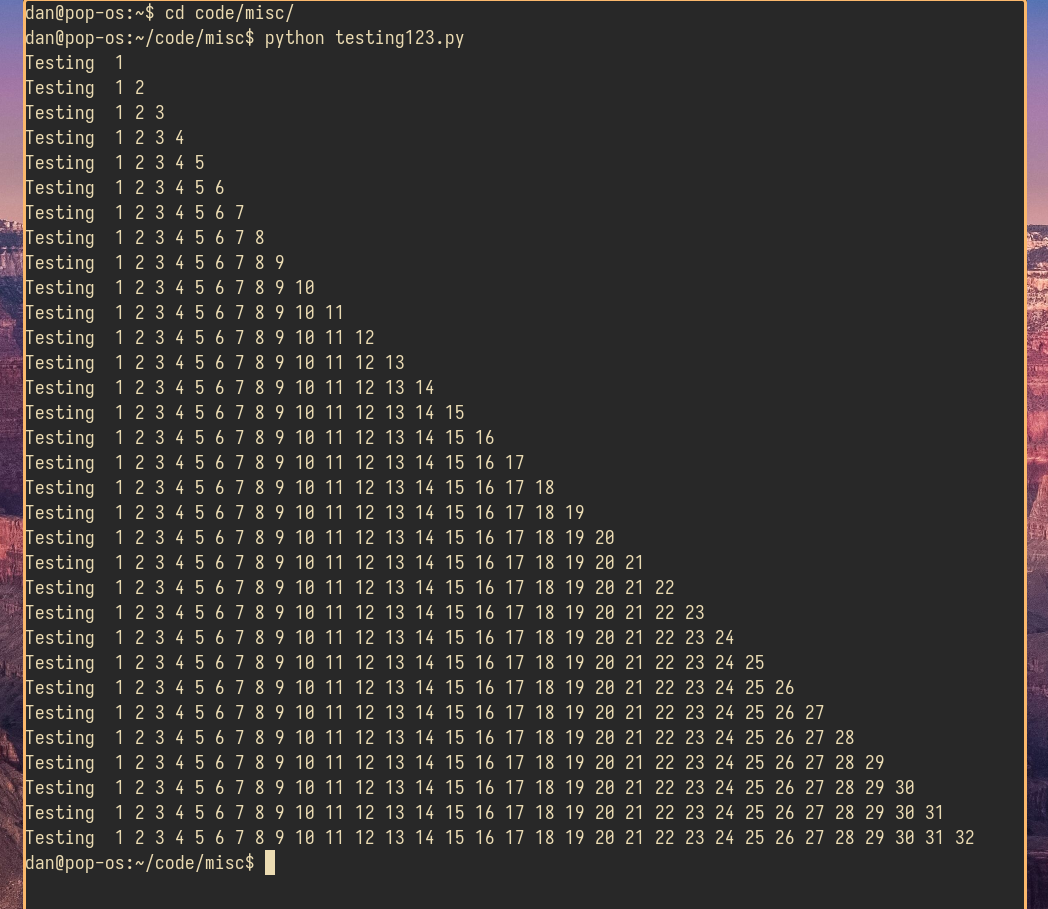 dan@pop-os:~$ cd code/misc/
dan@pop-os:~/code/misc$ python testing123.py
Testing  1
Testing  1 2
Testing  1 2 3
Testing  1 2 3 4
Testing  1 2 3 4 5
Testing  1 2 3 4 5 6
Testing  1 2 3 4 5 6 7
Testing  1 2 3 4 5 6 7 8
Testing  1 2 3 4 5 6 7 8 9
Testing  1 2 3 4 5 6 7 8 9 10
Testing  1 2 3 4 5 6 7 8 9 10 11
Testing  1 2 3 4 5 6 7 8 9 10 11 12
Testing  1 2 3 4 5 6 7 8 9 10 11 12 13
Testing  1 2 3 4 5 6 7 8 9 10 11 12 13 14
Testing  1 2 3 4 5 6 7 8 9 10 11 12 13 14 15
Testing  1 2 3 4 5 6 7 8 9 10 11 12 13 14 15 16
Testing  1 2 3 4 5 6 7 8 9 10 11 12 13 14 15 16 17
Testing  1 2 3 4 5 6 7 8 9 10 11 12 13 14 15 16 17 18
Testing  1 2 3 4 5 6 7 8 9 10 11 12 13 14 15 16 17 18 19
Testing  1 2 3 4 5 6 7 8 9 10 11 12 13 14 15 16 17 18 19 20
Testing  1 2 3 4 5 6 7 8 9 10 11 12 13 14 15 16 17 18 19 20 21
Testing  1 2 3 4 5 6 7 8 9 10 11 12 13 14 15 16 17 18 19 20 21 22
Testing  1 2 3 4 5 6 7 8 9 10 11 12 13 14 15 16 17 18 19 20 21 22 23
Testing  1 2 3 4 5 6 7 8 9 10 11 12 13 14 15 16 17 18 19 20 21 22 23 24
Testing  1 2 3 4 5 6 7 8 9 10 11 12 13 14 15 16 17 18 19 20 21 22 23 24 25
Testing  1 2 3 4 5 6 7 8 9 10 11 12 13 14 15 16 17 18 19 20 21 22 23 24 25 26
Testing  1 2 3 4 5 6 7 8 9 10 11 12 13 14 15 16 17 18 19 20 21 22 23 24 25 26 27
Testing  1 2 3 4 5 6 7 8 9 10 11 12 13 14 15 16 17 18 19 20 21 22 23 24 25 26 27 28
Testing  1 2 3 4 5 6 7 8 9 10 11 12 13 14 15 16 17 18 19 20 21 22 23 24 25 26 27 28 29
Testing  1 2 3 4 5 6 7 8 9 10 11 12 13 14 15 16 17 18 19 20 21 22 23 24 25 26 27 28 29 30
Testing  1 2 3 4 5 6 7 8 9 10 11 12 13 14 15 16 17 18 19 20 21 22 23 24 25 26 27 28 29 30 31
Testing  1 2 3 4 5 6 7 8 9 10 11 12 13 14 15 16 17 18 19 20 21 22 23 24 25 26 27 28 29 30 31 32
dan@pop-os:~/code/misc$